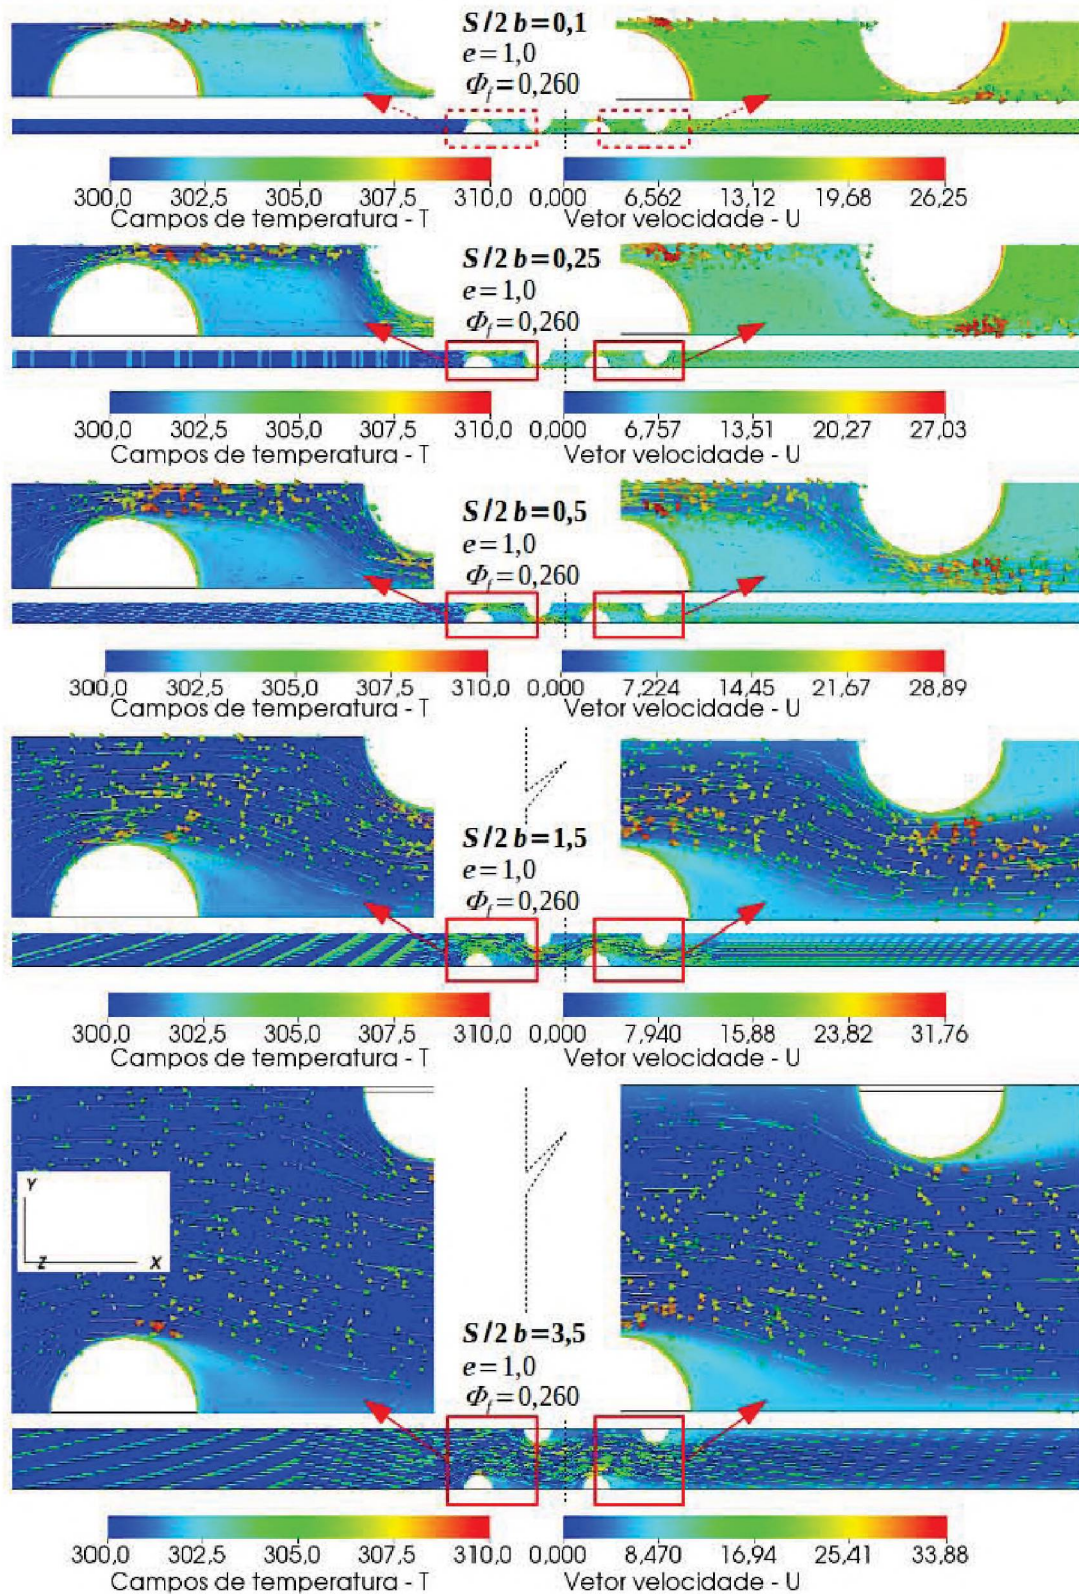 S/2b=0,1
e=1,0
Φf=0,260
300,0 302,5 305,0 307,5 310,0 0,000 6,562 13,12 19,68 26,25
Campos de temperatura - T Vetor velocidade - U
S/2b=0,25
e=1,0
Φf=0,260
300,0 302,5 305,0 307,5 310,0 0,000 6,757 13,51 20,27 27,03
Campos de temperatura - T Vetor velocidade - U
S/2b=0,5
e=1,0
Φf=0,260
300,0 302,5 305,0 307,5 310,0 0,000 7,224 14,45 21,67 28,89
Campos de temperatura - T Vetor velocidade - U
S/2b=1,5
e=1,0
Φf=0,260
300,0 302,5 305,0 307,5 310,0 0,000 7,940 15,88 23,82 31,76
Campos de temperatura - T Vetor velocidade - U
Y
Z X
S/2b=3,5
e=1,0
Φf=0,260
300,0 302,5 305,0 307,5 310,0 0,000 8,470 16,94 25,41 33,88
Campos de temperatura - T Vetor velocidade - U